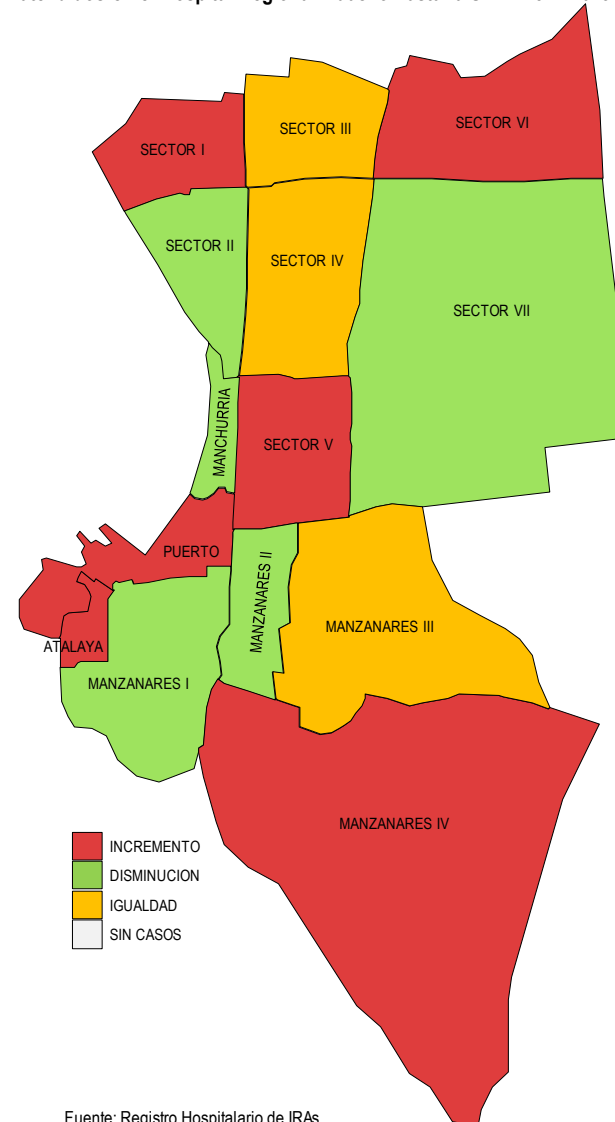 SECTOR I
SECTOR III
SECTOR VI
SECTOR II
SECTOR IV
SECTOR VII
MANCHURRIA
SECTOR V
PUERTO
MANZANARES II
MANZANARES III
ATALAYA
MANZANARES I
MANZANARES IV
INCREMENTO
DISMINUCION
IGUALDAD
SIN CASOS
Fuente: Registro Hospitalario de IRAs